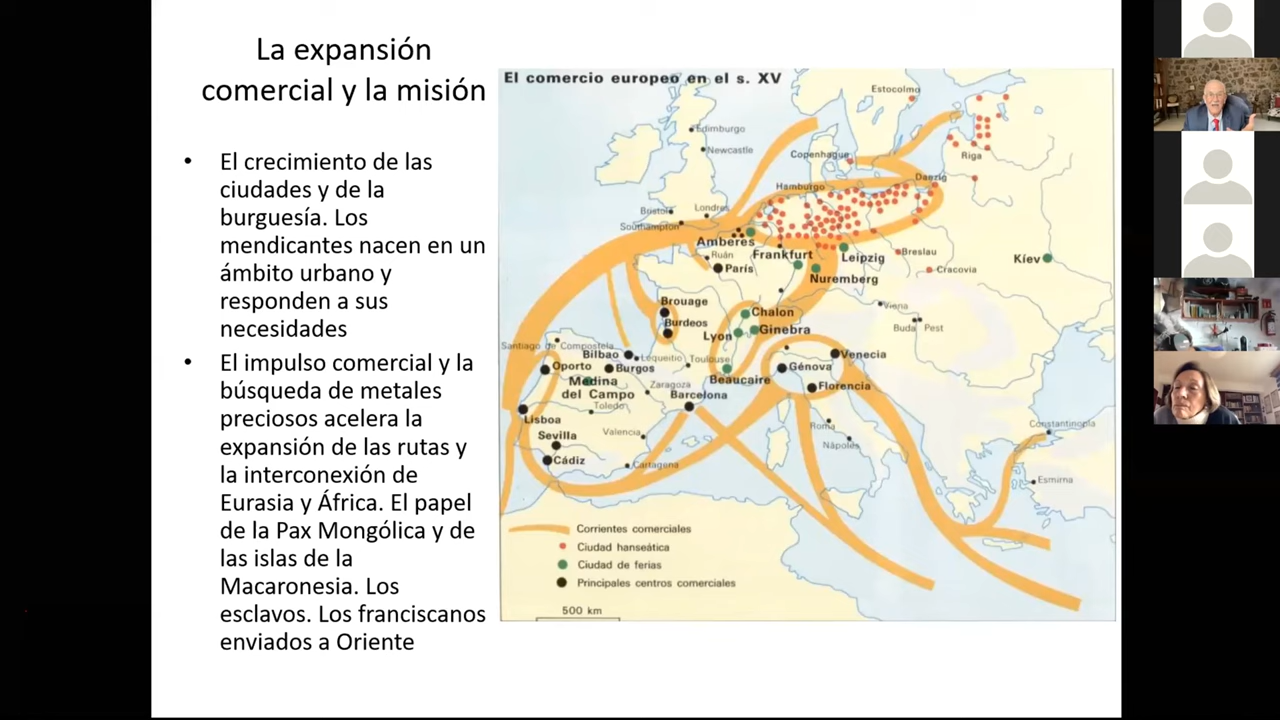 La expansión
comercial y la misión
• El crecimiento de las
ciudades y de la
burguesía. Los
mendicantes nacen en un
ámbito urbano y
responden a sus
necesidades
• El impulso comercial y la
búsqueda de metales
preciosos acelera la
expansión de las rutas y
la interconexión de
Eurasia y África. El papel
de la Pax Mongólica y de
las islas de la
Macaronesia. Los
esclavos. Los franciscanos
enviados a Oriente
El comercio europeo en el s. XV
Estocolmo
Edimburgo
Newcastle
Copenhague
Riga
Danzig
Hamburgo
Bristol
Londres
Southampton
Amberes
Ruán
París
Frankfurt
Leipzig
Nuremberg
Breslau
Cracovia
Kíev
Brouage
Burdeos
Chalon
Lyon
Ginebra
Viena
Buda Pest
Santiago de Compostela
Bilbao
Lequeitio
Toulouse
Oporto
Burgos
Medina
del Campo
Zaragoza
Beaucaire
Génova
Venecia
Florencia
Toledo
Barcelona
Lisboa
Sevilla
Valencia
Roma
Nápoles
Constantinopla
Cádiz
Cartagena
Esmirna
Corrientes comerciales
Ciudad hanseática
Ciudad de ferias
Principales centros comerciales
500 km